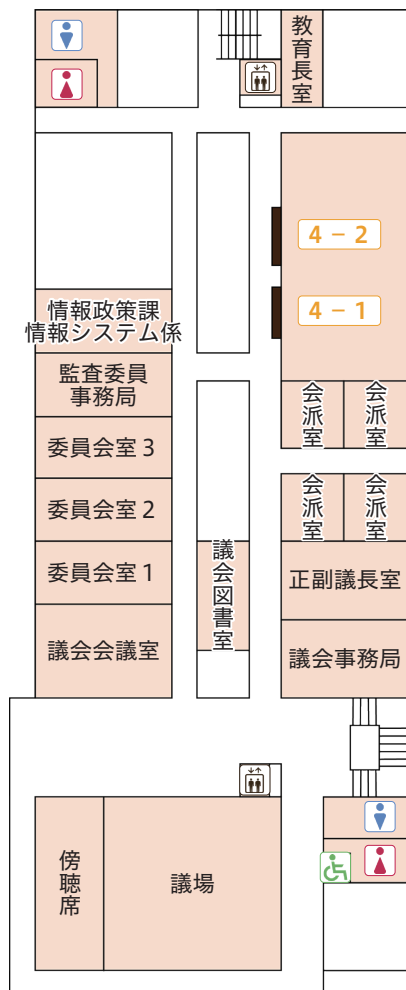 教育長室
4－2
4－1
情報政策課
情報システム係
監査委員
事務局
会派室
会派室
委員会室3
委員会室2
会派室
会派室
委員会室1
議会図書室
正副議長室
議会会議室
議会事務局
傍聴席
議場